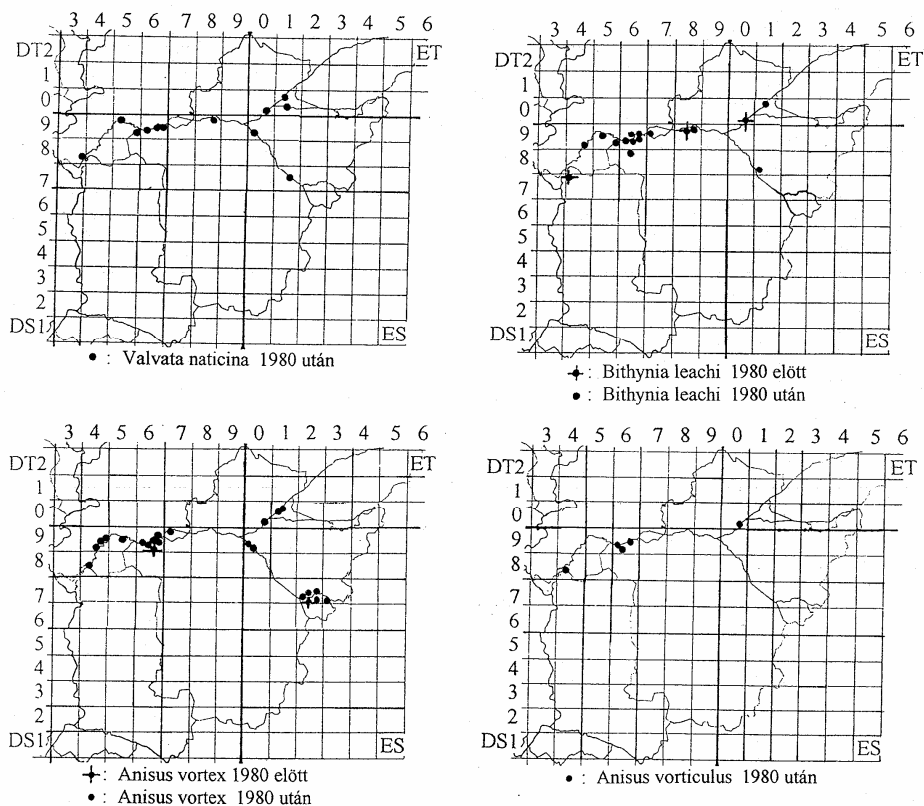 3 4 5 6 7 8 9 0 1 2 3 4 5 6
DT2 ET
1
0
9
8
7
6
5
4
3
2
DS1 ES
● : Valvata naticina 1980 után
3 4 5 6 7 8 9 0 1 2 3 4 5 6
DT2 ET
1
0
9
8
7
6
5
4
3
2
DS1 ES
: Bithynia leachi 1980 elött
● : Bithynia leachi 1980 után
3 4 5 6 7 8 9 0 1 2 3 4 5 6
DT2 ET
1
0
9
8
7
6
5
4
3
2
DS1 ES
: Anisus vortex 1980 elött
● : Anisus vortex 1980 után
3 4 5 6 7 8 9 0 1 2 3 4 5 6
DT2 ET
1
0
9
8
7
6
5
4
3
2
DS1 ES
● : Anisus vorticulus 1980 után